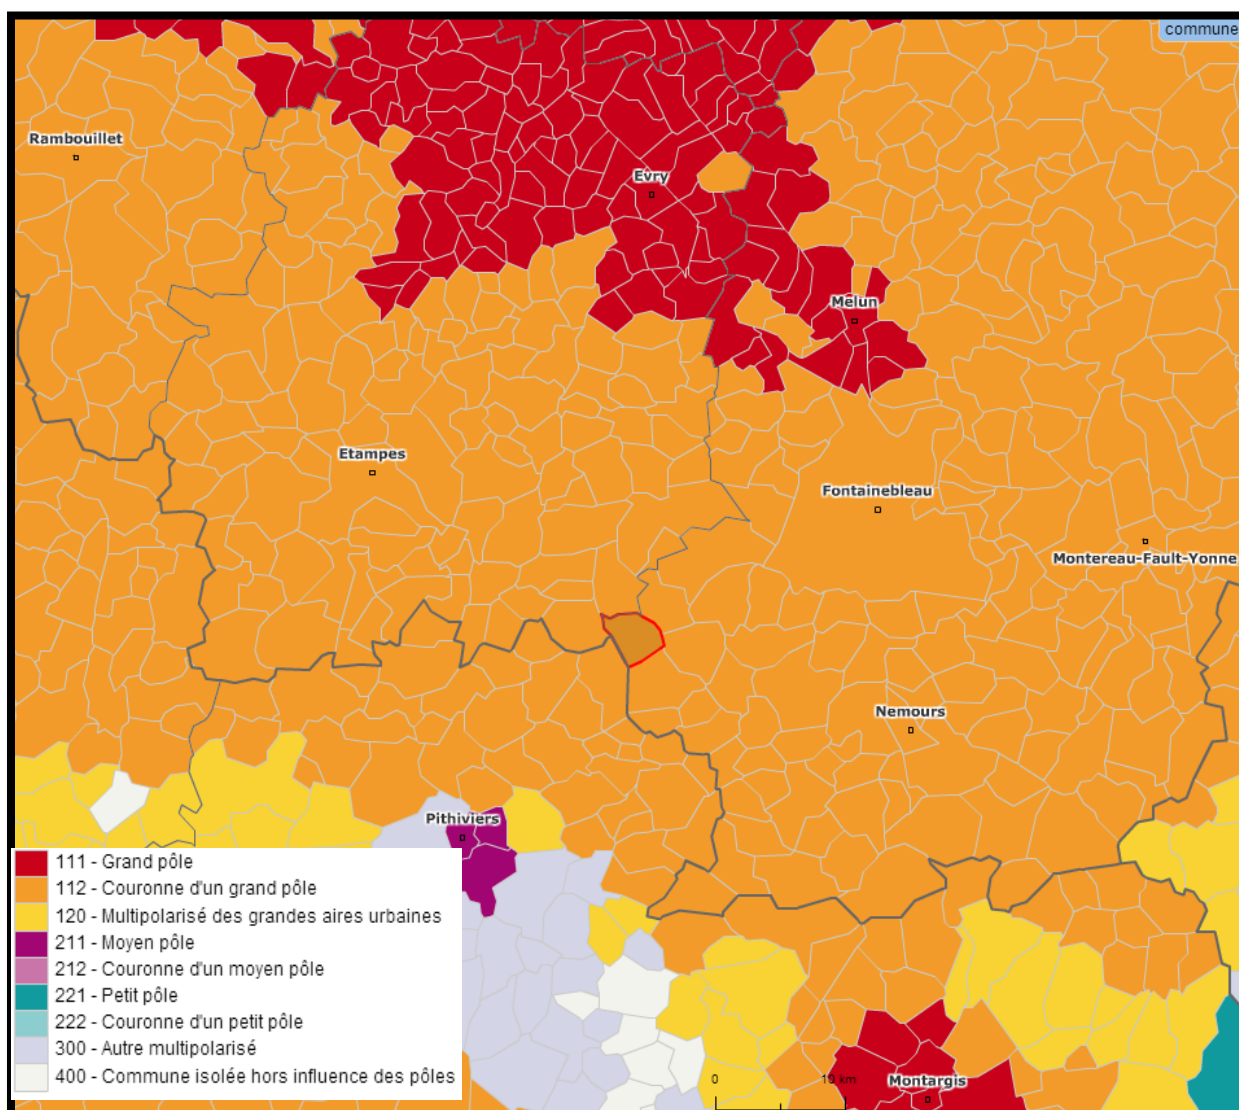 commune
Rambouillet
Evry
Melun
Etampes
Fontainebleau
Montereau-Fault-Yonne
Nemours
Pithiviers
111 - Grand pôle
112 - Couronne d'un grand pôle
120 - Multipolarisé des grandes aires urbaines
211 - Moyen pôle
212 - Couronne d'un moyen pôle
221 - Petit pôle
222 - Couronne d'un petit pôle
300 - Autre multipolarisé
400 - Commune isolée hors influence des pôles
0 10 km
Montargis